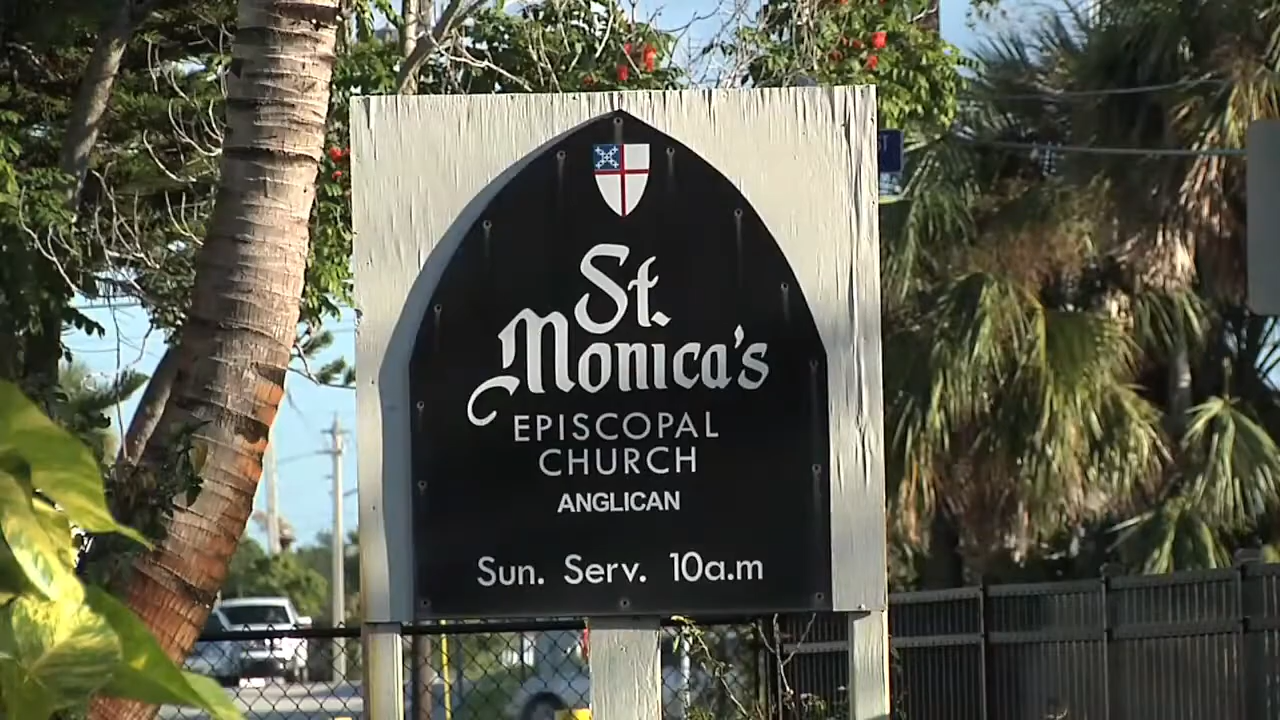 St.
Monica's
EPISCOPAL
CHURCH
ANGLICAN
Sun. Serv. 10a.m